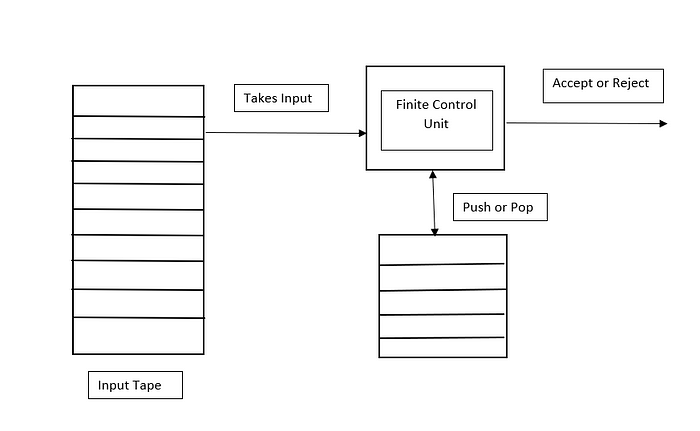 Takes Input
Finite Control
Unit
Accept or Reject
Push or Pop
Input Tape